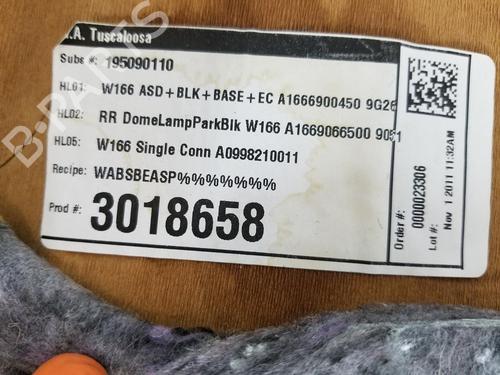 .A. Tuscaloosa
Subs #: 195090110
HL01: W166 ASD+BLK+BASE+EC A1666900450 9G26
HL02: RR DomeLampParkBlk W166 A1669066500 9051
HL05: W166 Single Conn A0998210011
Recipe: WABSBEASP%%%%%%%%
Prod #: 3018658
Order #: 0000023306
Lot #: Nov 1 2011 11:32AM
B-PARTS